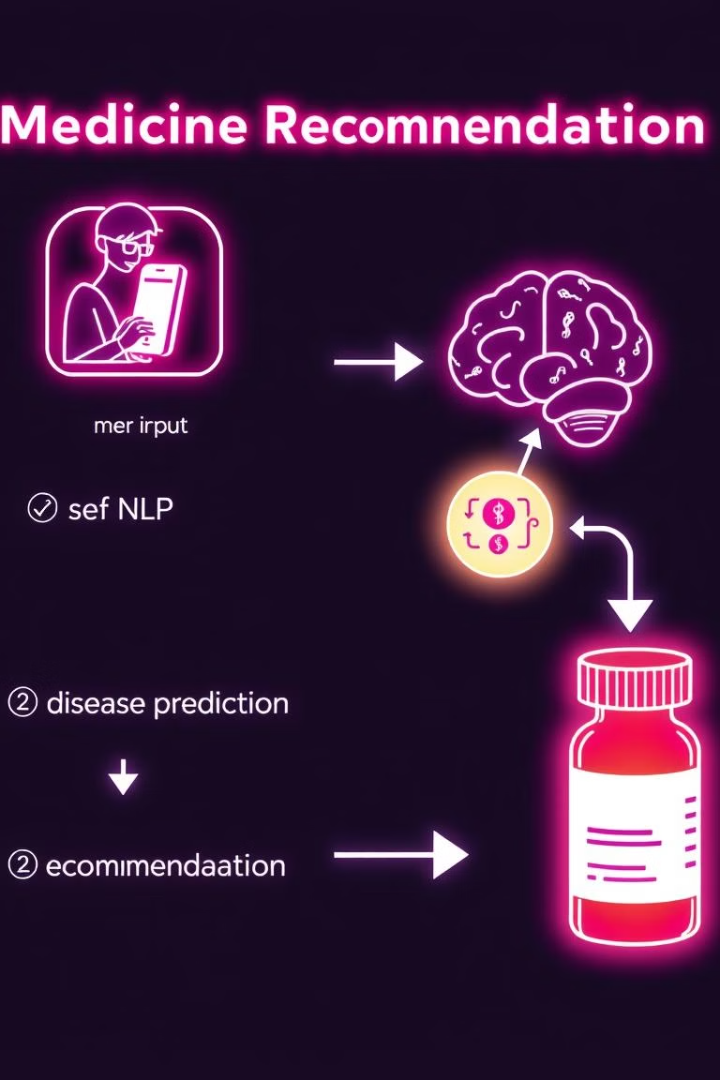 Medicine Recomnendation
mer irput
sef NLP
② disease prediction
② ecomımendaation